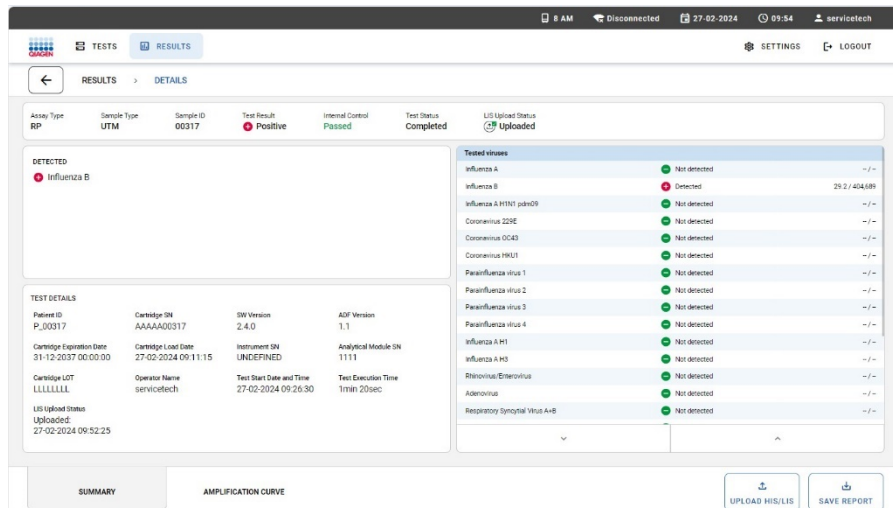 8 AM Disconnected 27-02-2024 09:54 servicetech
QIAGEN TESTS RESULTS SETTINGS LOGOUT
RESULTS > DETAILS
Assay Type Sample Type Sample ID Test Result Internal Control Test Status LIS Upload Status
RP UTM 00317 Positive Passed Completed Uploaded
DETECTED
Influenza B
TEST DETAILS
Patient ID Cartridge SN SW Version ADF Version
P_00317 AAAAA00317 2.4.0 1.1
Cartridge Expiration Date Cartridge Load Date Instrument SN Analytical Module SN
31-12-2037 00:00:00 27-02-2024 09:11:15 UNDEFINED 1111
Cartridge LOT Operator Name Test Start Date and Time Test Execution Time
LLLLLLLL servicetech 27-02-2024 09:26:30 1min 20sec
LIS Upload Status
Uploaded:
27-02-2024 09:52:25
Tested viruses
Influenza A Not detected --/--
Influenza B Detected 29.2 / 404,689
Influenza A H1N1 pdm09 Not detected --/--
Coronavirus 229E Not detected --/--
Coronavirus OC43 Not detected --/--
Coronavirus HKU1 Not detected --/--
Parainfluenza virus 1 Not detected --/--
Parainfluenza virus 2 Not detected --/--
Parainfluenza virus 3 Not detected --/--
Parainfluenza virus 4 Not detected --/--
Influenza A H1 Not detected --/--
Influenza A H3 Not detected --/--
Rhinovirus/Enterovirus Not detected --/--
Adenovirus Not detected --/--
Respiratory Syncytial Virus A+B Not detected --/--
SUMMARY AMPLIFICATION CURVE UPLOAD HIS/LIS SAVE REPORT